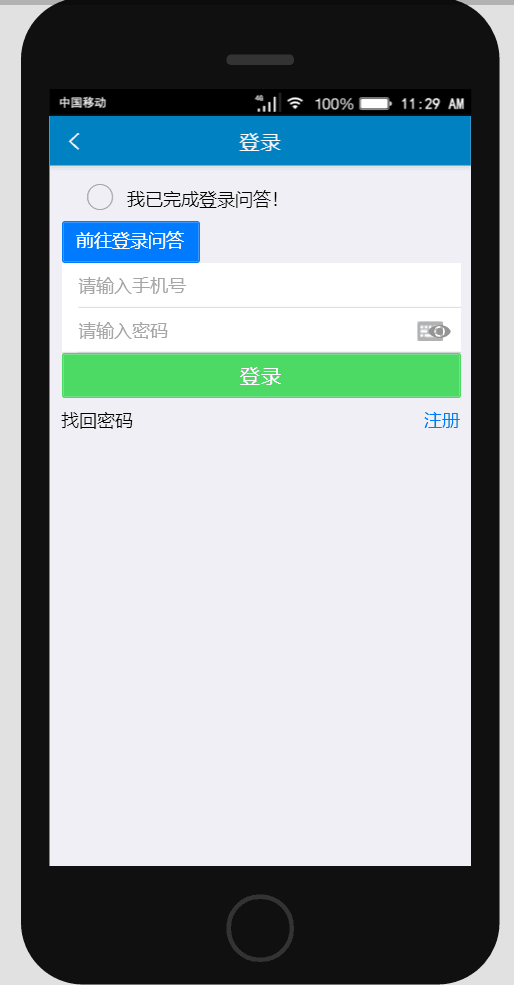 中国移动 4G 100% 11:29 AM
登录
我已完成登录问答！
前往登录问答
请输入手机号
请输入密码
登录
找回密码 注册